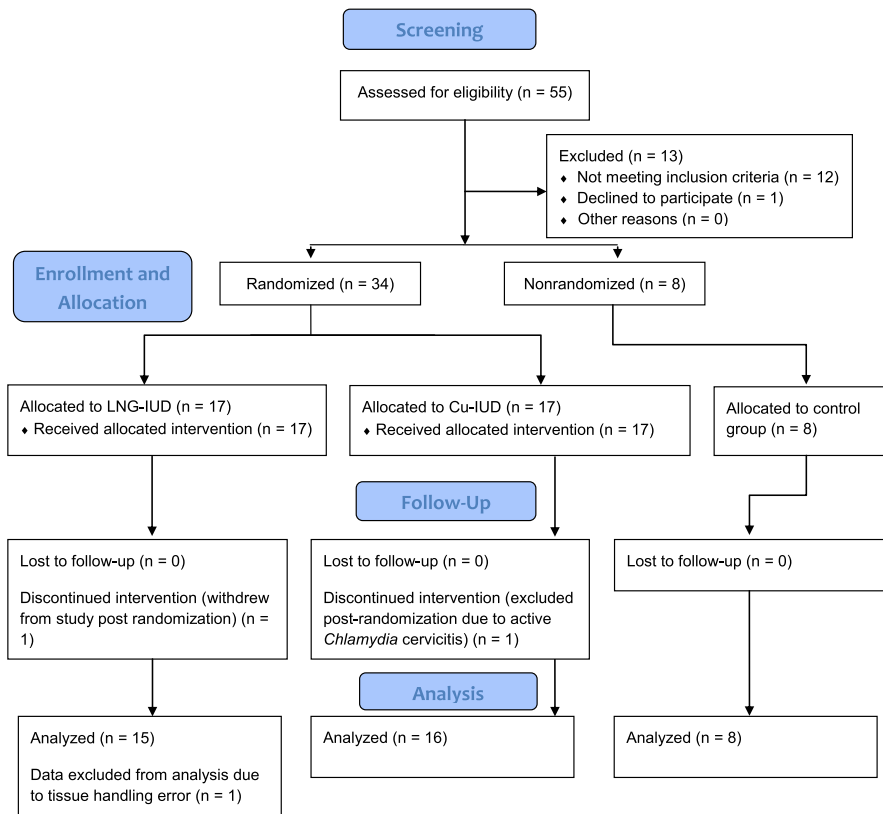 Screening
Assessed for eligibility (n = 55)
Excluded (n = 13)
♦ Not meeting inclusion criteria (n = 12)
♦ Declined to participate (n = 1)
♦ Other reasons (n = 0)
Enrollment and
Allocation
Randomized (n = 34)
Nonrandomized (n = 8)
Allocated to LNG-IUD (n = 17)
♦ Received allocated intervention (n = 17)
Allocated to Cu-IUD (n = 17)
♦ Received allocated intervention (n = 17)
Allocated to control
group (n = 8)
Follow-Up
Lost to follow-up (n = 0)
Discontinued intervention (withdrew
from study post randomization) (n =
1)
Lost to follow-up (n = 0)
Discontinued intervention (excluded
post-randomization due to active
Chlamydia cervicitis) (n = 1)
Lost to follow-up (n = 0)
Analysis
Analyzed (n = 15)
Data excluded from analysis due
to tissue handling error (n = 1)
Analyzed (n = 16)
Analyzed (n = 8)